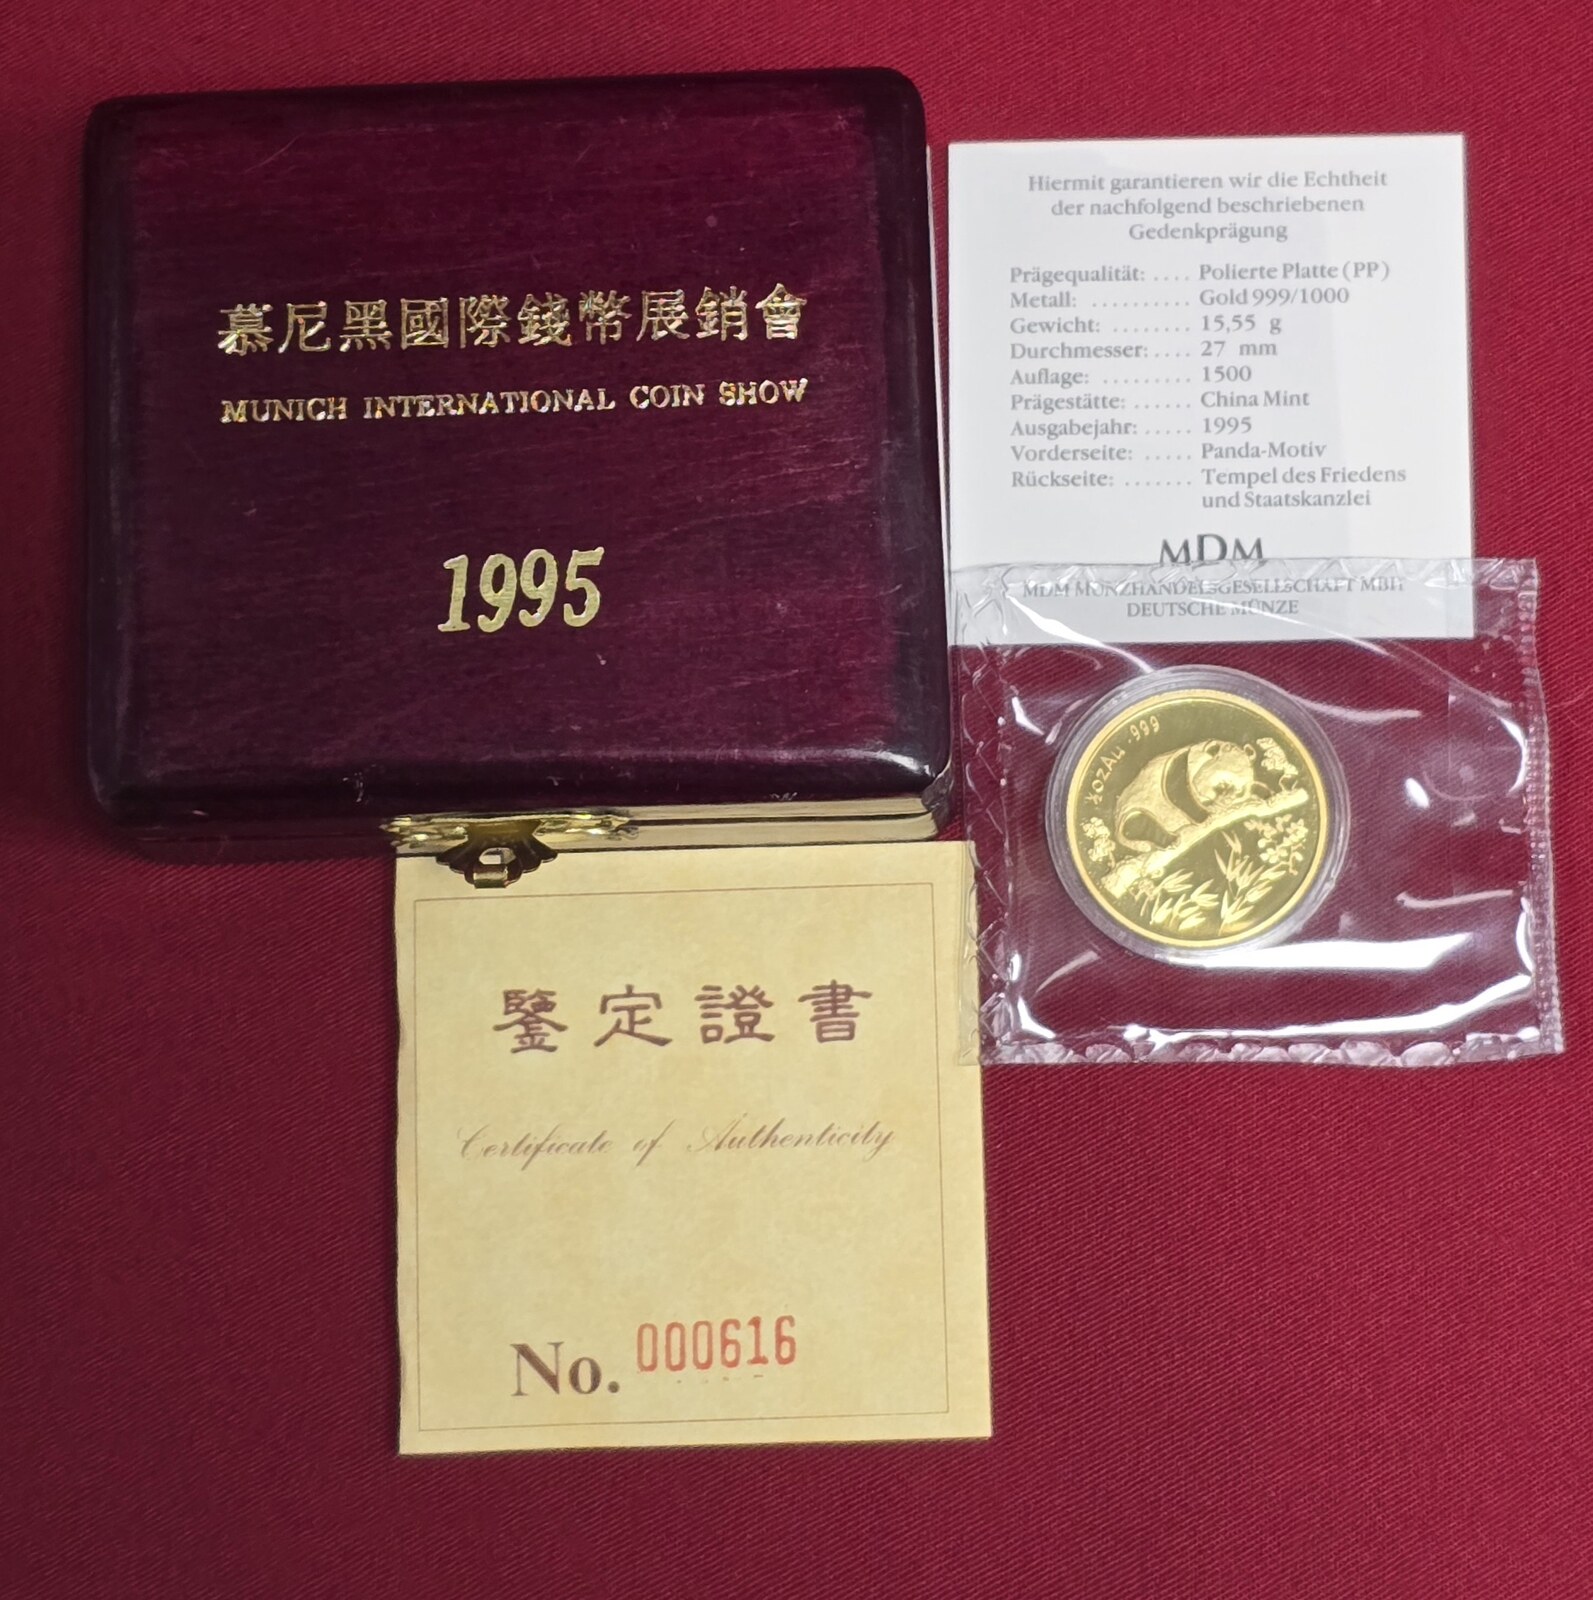 慕尼黑國際錢幣展銷會
MUNICH INTERNATIONAL COIN SHOW
1995
Hiermit garantieren wir die Echtheit
der nachfolgend beschriebenen
Gedenkprägung
Prägequalität: .... Polierte Platte (PP)
Metall: .......... Gold 999/1000
Gewicht: ........ 15,55 g
Durchmesser: .... 27 mm
Auflage: ......... 1500
Prägestätte: ...... China Mint
Ausgabejahr: ..... 1995
Vorderseite: ..... Panda-Motiv
Rückseite: ....... Tempel des Friedens
und Staatskanzlei
MDM
MDM MÜNZHANDELSGESELLSCHAFT MBH
DEUTSCHE MÜNZE
½ozAu .999
鑒定證書
Certificate of Authenticity
No. 000616